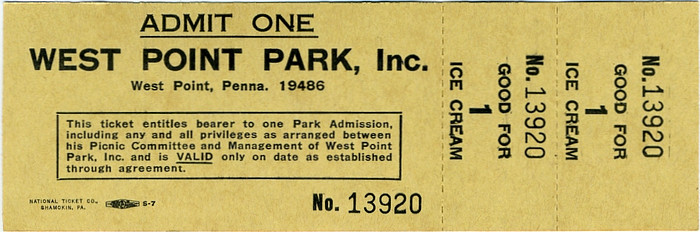 ADMIT ONE
WEST POINT PARK, Inc.
West Point, Penna. 19486
This ticket entitles bearer to one Park Admission,
including any and all privileges as arranged between
his Picnic Committee and Management of West Point
Park, Inc. and is VALID only on date as established
through agreement.
NATIONAL TICKET CO.,
SHAMOKIN, PA.
S-7
No. 13920
ICE CREAM
1
GOOD FOR
No. 13920
ICE CREAM
1
GOOD FOR
No. 13920